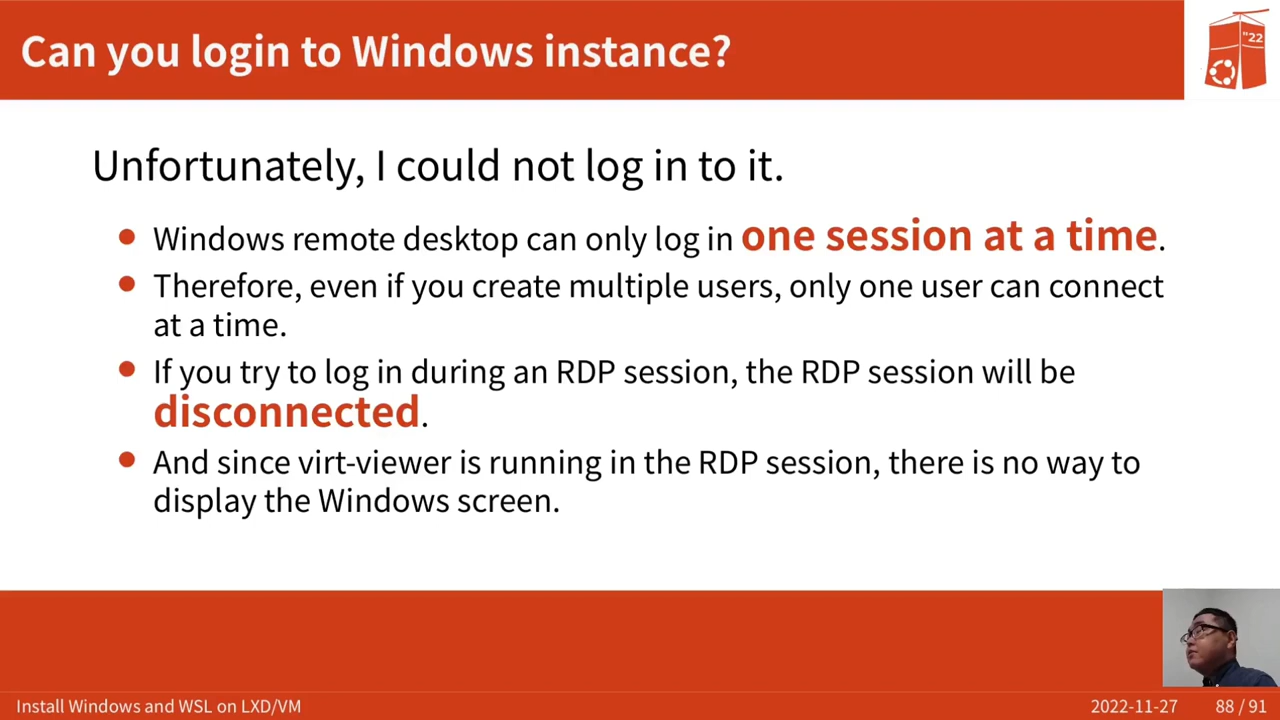 Can you login to Windows instance?
"22
Unfortunately, I could not log in to it.
Windows remote desktop can only log in one session at a time.
Therefore, even if you create multiple users, only one user can connect
at a time.
If you try to log in during an RDP session, the RDP session will be
disconnected.
And since virt-viewer is running in the RDP session, there is no way to
display the Windows screen.
Install Windows and WSL on LXD/VM
2022-11-27
88 / 91